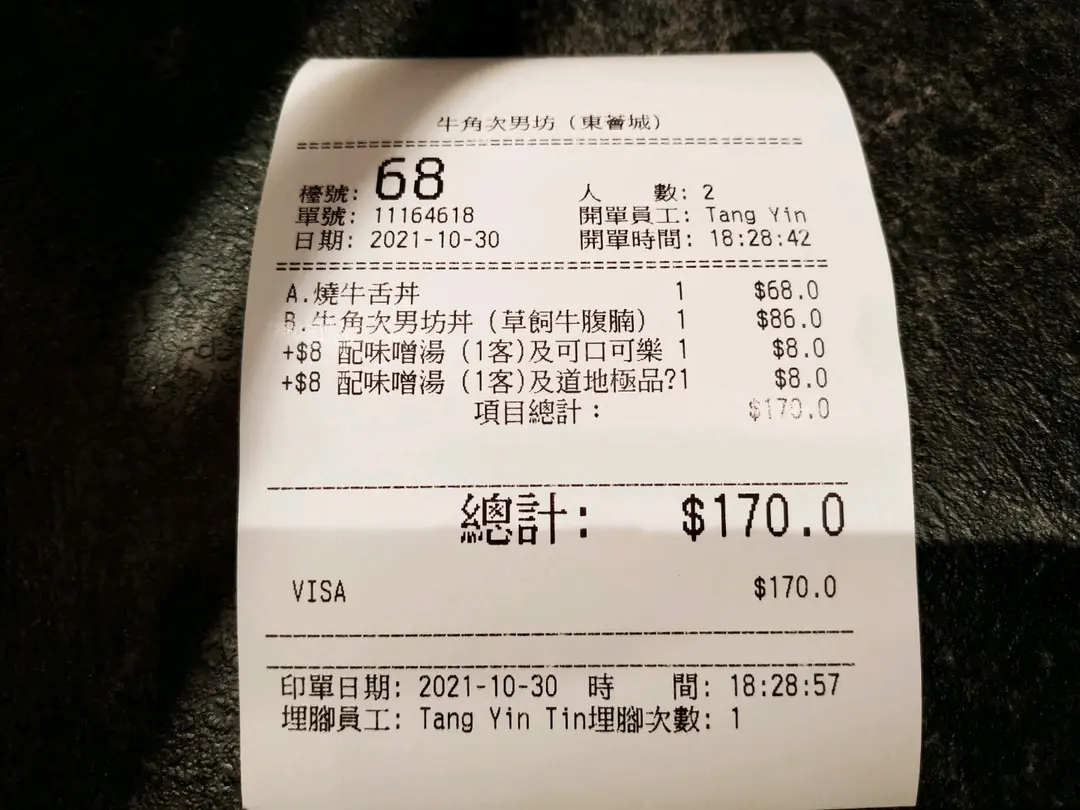 牛角次男坊 (東薈城)
檯號: 68 人 數: 2
單號: 11164618 開單員工: Tang Yin
日期: 2021-10-30 開單時間: 18:28:42
A.燒牛舌丼 1 $68.0
B.牛角次男坊丼 (草飼牛腹腩) 1 $86.0
+$8 配味噌湯 (1客)及可口可樂 1 $8.0
+$8 配味噌湯 (1客)及道地極品?1 $8.0
項目總計: $170.0
總計: $170.0
VISA $170.0
印單日期: 2021-10-30 時 間: 18:28:57
埋腳員工: Tang Yin Tin埋腳次數: 1